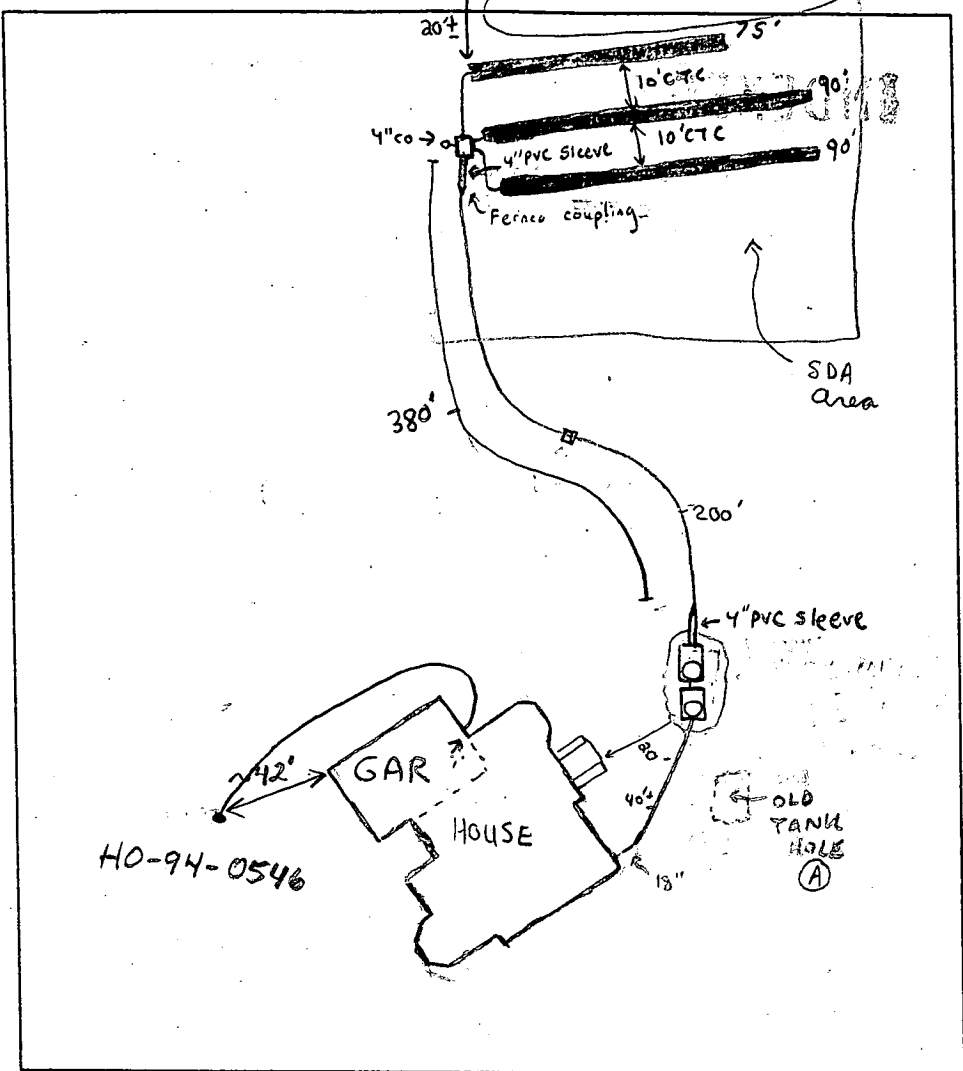 20'±
75'
10'CTC
90'
4"co
4"PVC Sleeve
10'CTC
90'
Fernco coupling
SDA
Area
380'
200'
4"PVC sleeve
~42'
GAR
20'
40'±
OLD
TANK
HOLE
A
HOUSE
18"
HO-94-0546